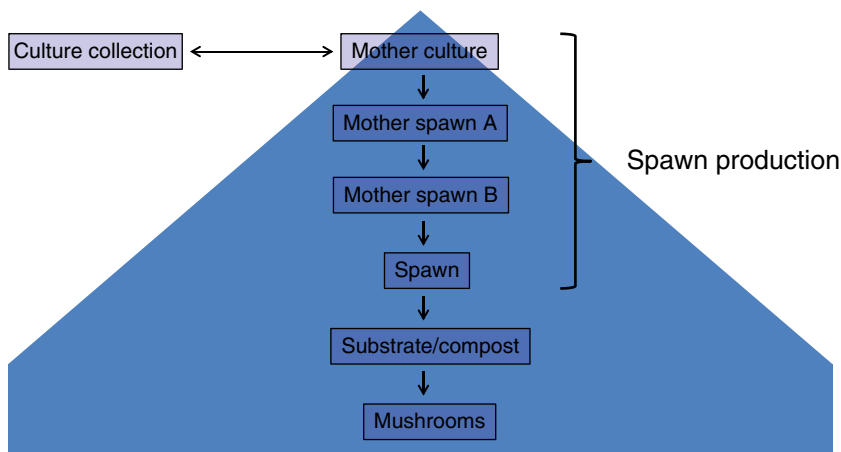 Culture collection
Mother culture
Mother spawn A
Mother spawn B
Spawn production
Spawn
Substrate/compost
Mushrooms